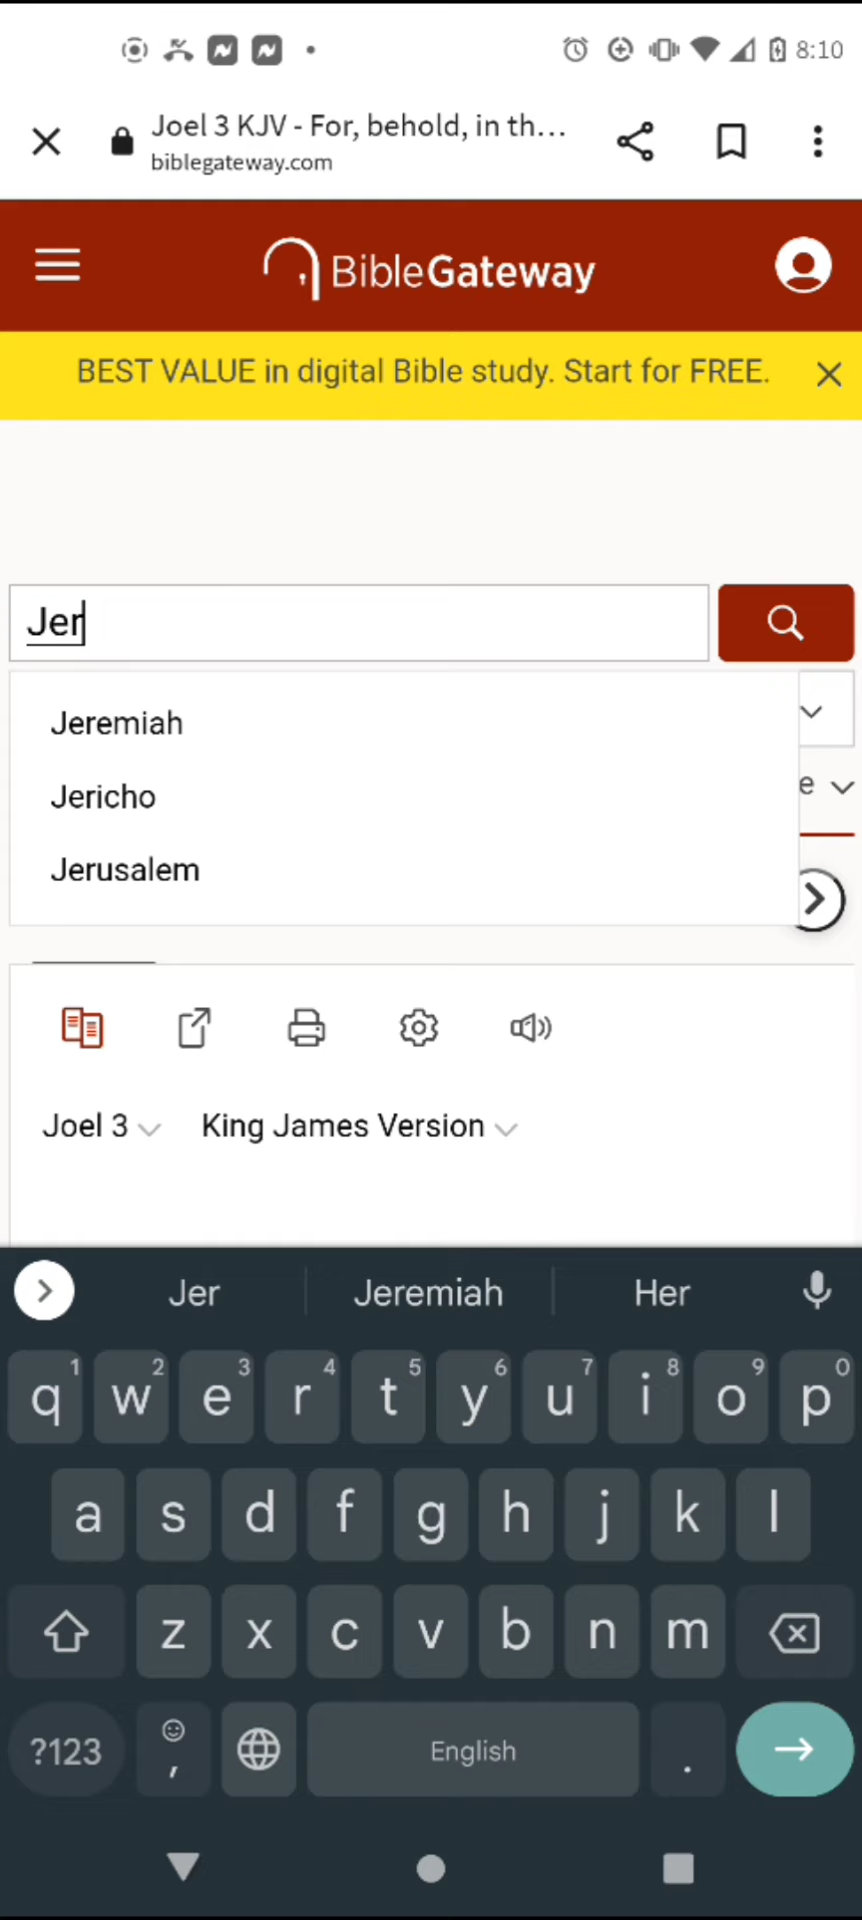 8:10
Joel 3 KJV - For, behold, in th...
biblegateway.com
BibleGateway
BEST VALUE in digital Bible study. Start for FREE.
Jer
Jeremiah
Jericho
e
Jerusalem
Joel 3 King James Version
Jer Jeremiah Her
1 2 3 4 5 6 7 8 9 0
q w e r t y u i o p
a s d f g h j k l
z x c v b n m
?123 , English .